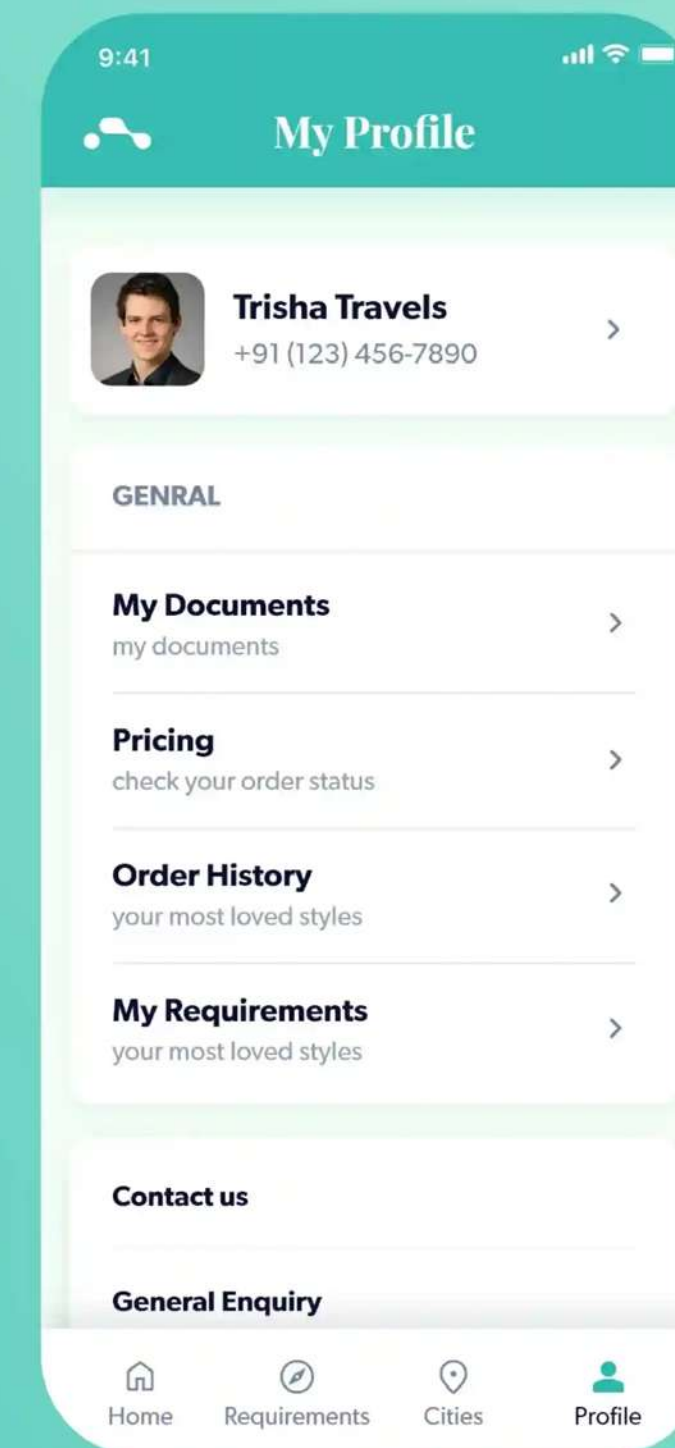 9:41
My Profile
Trisha Travels
+91 (123) 456-7890
GENRAL
My Documents
my documents
Pricing
check your order status
Order History
your most loved styles
My Requirements
your most loved styles
Contact us
General Enquiry
Home Requirements Cities Profile